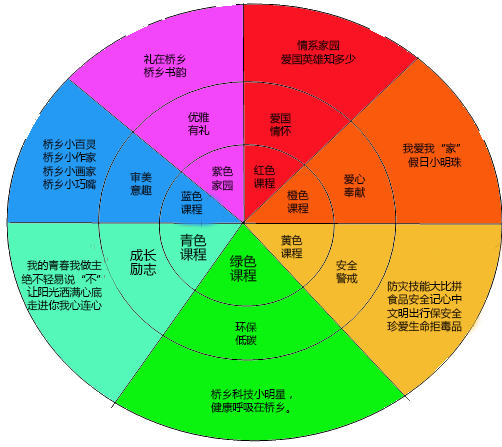 情系家园
爱国英雄知多少
爱国
情怀
红色
课程
我爱我“家”
假日小明珠
爱心
奉献
橙色
课程
防灾技能大比拼
食品安全记心中
文明出行保安全
珍爱生命拒毒品
安全
警戒
黄色
课程
桥乡科技小明星，
健康呼吸在桥乡。
环保
低碳
绿色
课程
我的青春我做主
绝不轻易说“不”
让阳光洒满心底
走进你我心连心
成长
励志
青色
课程
桥乡小百灵
桥乡小作家
桥乡小画家
桥乡小巧嘴
审美
意趣
蓝色
课程
礼在桥乡
桥乡书韵
优雅
有礼
紫色
家园